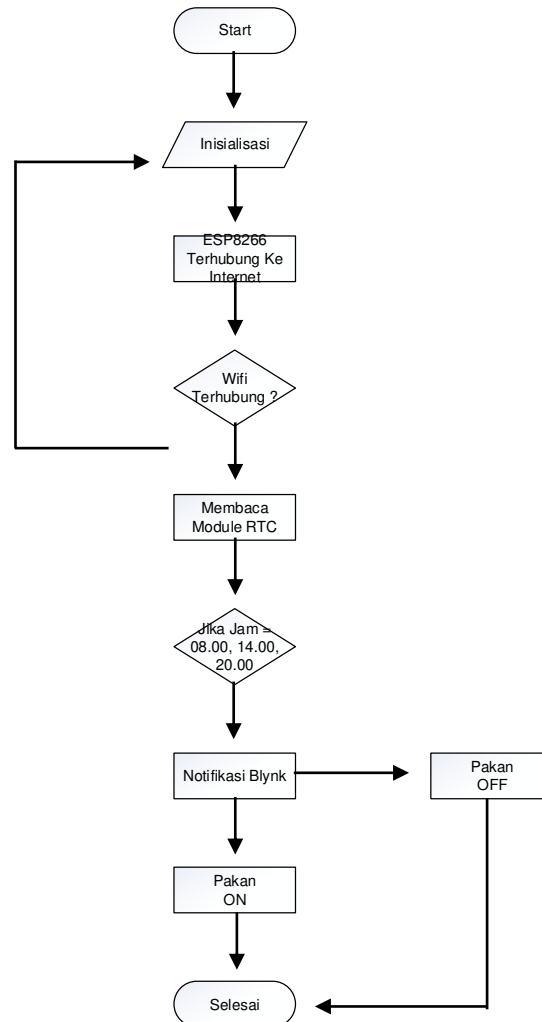 Start
Inisialisasi
ESP8266
Terhubung Ke
Internet
Wifi
Terhubung ?
Membaca
Module RTC
Jika Jam =
08.00, 14.00,
20.00
Notifikasi Blynk
Pakan
OFF
Pakan
ON
Selesai